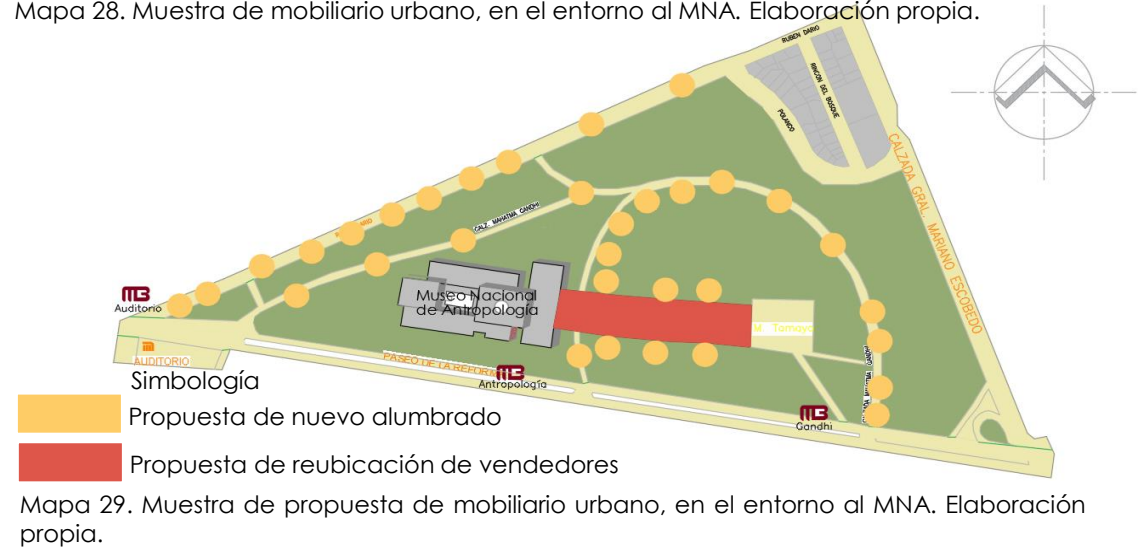 Mapa 28. Muestra de mobiliario urbano, en el entorno al MNA. Elaboración propia.
RUBEN DARIO
RINCON DEL BOSQUE
POLANCO
CALZADA GRAL. MARIANO ESCOBEDO
CALZ. MAHATMA GANDHI
Museo Nacional
de Antropología
M. Tamayo
MB
Auditorio
AUDITORIO
PASEO DE LA REFORMA
MB
Antropología
MB
Gandhi
Simbología
Propuesta de nuevo alumbrado
Propuesta de reubicación de vendedores
Mapa 29. Muestra de propuesta de mobiliario urbano, en el entorno al MNA. Elaboración
propia.